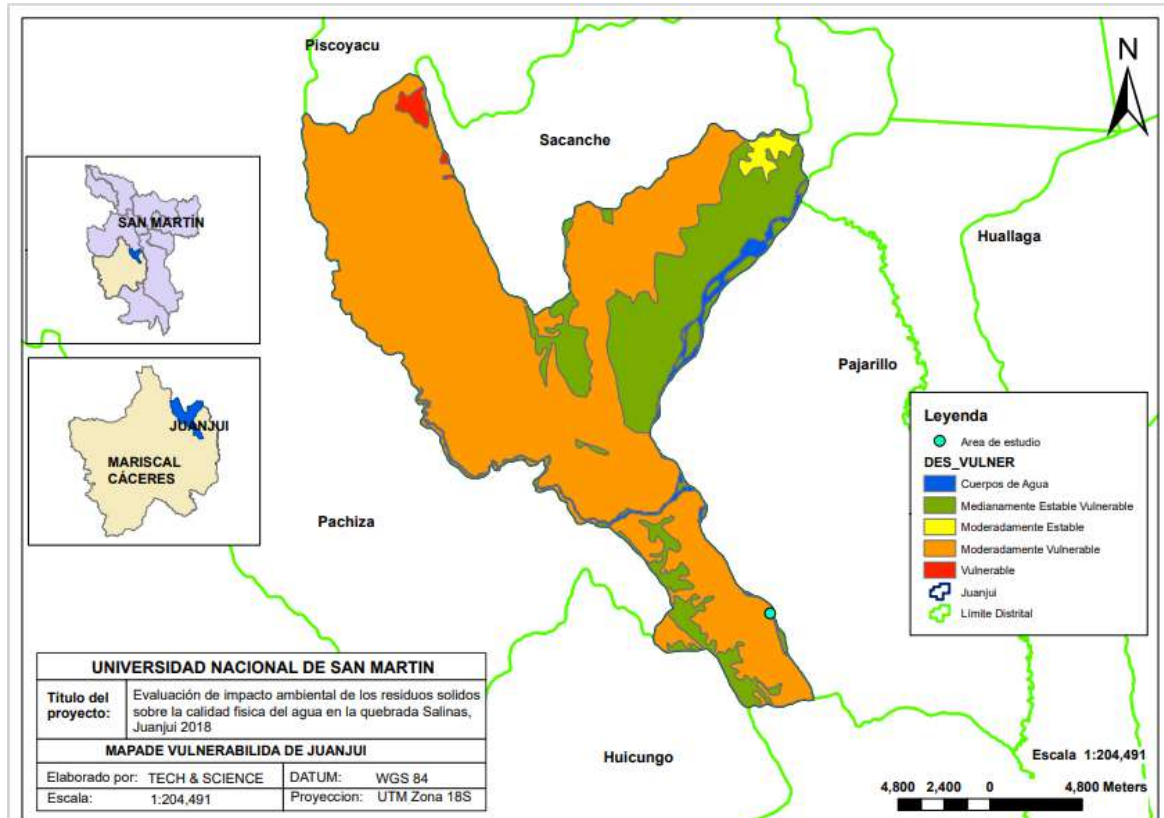 Piscoyacu
N
Sacanche
SAN MARTÍN
Huallaga
Pajarillo
JUANJUI
MARISCAL
CÁCERES
Pachiza
Huicungo
Leyenda
Area de estudio
DES_VULNER
Cuerpos de Agua
Medianamente Estable Vulnerable
Moderadamente Estable
Moderadamente Vulnerable
Vulnerable
Juanjui
Límite Distrital
UNIVERSIDAD NACIONAL DE SAN MARTIN
Título del proyecto:
Evaluación de impacto ambiental de los residuos solidos
sobre la calidad fisica del agua en la quebrada Salinas,
Juanjui 2018
MAPADE VULNERABILIDA DE JUANJUI
Elaborado por: TECH & SCIENCE DATUM: WGS 84
Escala: 1:204,491 Proyeccion: UTM Zona 18S
Escala 1:204,491
4,800 2,400 0 4,800 Meters